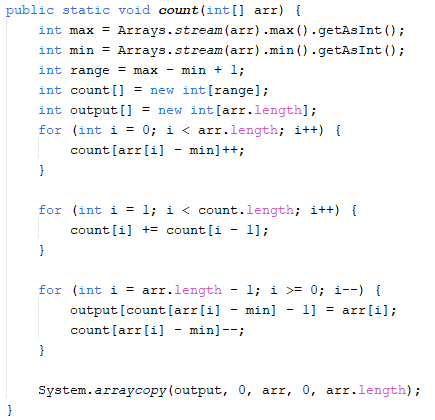 public static void count(int[] arr) {
    int max = Arrays.stream(arr).max().getAsInt();
    int min = Arrays.stream(arr).min().getAsInt();
    int range = max - min + 1;
    int count[] = new int[range];
    int output[] = new int[arr.length];
    for (int i = 0; i < arr.length; i++) {
        count[arr[i] - min]++;
    }

    for (int i = 1; i < count.length; i++) {
        count[i] += count[i - 1];
    }

    for (int i = arr.length - 1; i >= 0; i--) {
        output[count[arr[i] - min] - 1] = arr[i];
        count[arr[i] - min]--;
    }

    System.arraycopy(output, 0, arr, 0, arr.length);
}